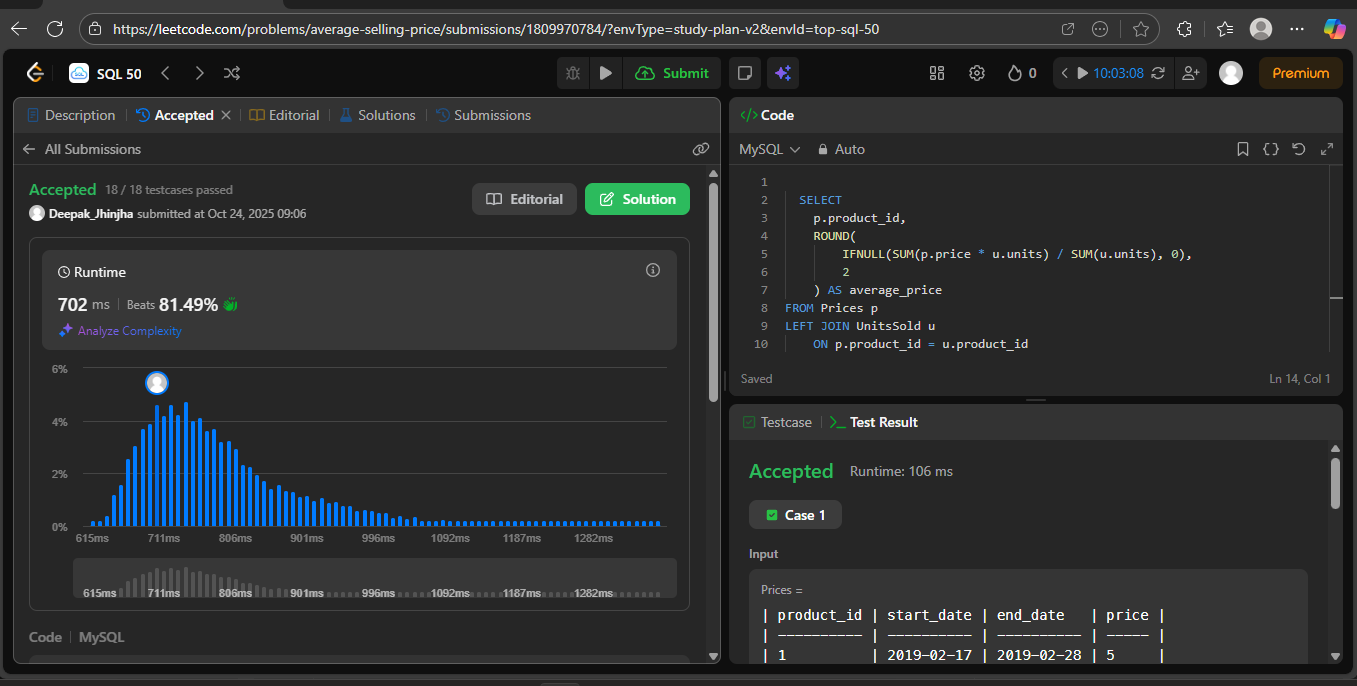 https://leetcode.com/problems/average-selling-price/submissions/1809970784/?envType=study-plan-v2&envId=top-sql-50
SQL 50
Submit
0
10:03:08
Premium
Description
Accepted
Editorial
Solutions
Submissions
All Submissions
Accepted 18 / 18 testcases passed
Deepak_Jhinjha submitted at Oct 24, 2025 09:06
Editorial
Solution
Runtime
702 ms
Beats 81.49%
Analyze Complexity
6%
4%
2%
0%
615ms 711ms 806ms 901ms 996ms 1092ms 1187ms 1282ms
615ms 711ms 806ms 901ms 996ms 1092ms 1187ms 1282ms
Code | MySQL
</> Code
MySQL
Auto
1
2 SELECT
3 p.product_id,
4 ROUND(
5 IFNULL(SUM(p.price * u.units) / SUM(u.units), 0),
6 2
7 ) AS average_price
8 FROM Prices p
9 LEFT JOIN UnitsSold u
10 ON p.product_id = u.product_id
Saved
Ln 14, Col 1
Testcase
>_ Test Result
Accepted Runtime: 106 ms
Case 1
Input
Prices =
| product_id | start_date | end_date | price |
| ---------- | ---------- | ---------- | ----- |
| 1 | 2019-02-17 | 2019-02-28 | 5 |